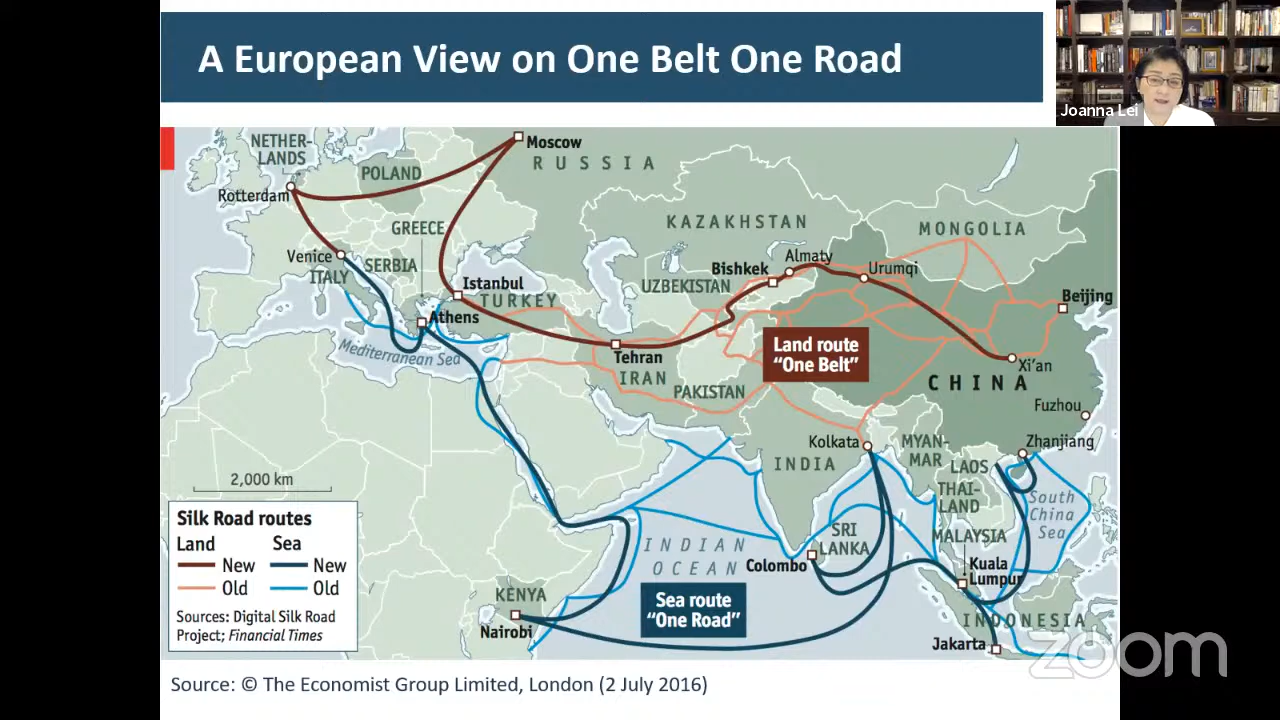 A European View on One Belt One Road
Joanna Lei
NETHER-
LANDS
Moscow
RUSSIA
POLAND
Rotterdam
GREECE
KAZAKHSTAN
MONGOLIA
Venice
ITALY
SERBIA
Bishkek
Almaty
Urumqi
Istanbul
TURKEY
UZBEKISTAN
Beijing
Athens
Mediterranean Sea
Tehran
IRAN
Land route
"One Belt"
Xi'an
CHINA
PAKISTAN
Fuzhou
Kolkata
INDIA
MYAN-
MAR
Zhanjiang
LAOS
2,000 km
THAI-
LAND
South
China
Sea
Silk Road routes
Land Sea
New New
Old Old
Sources: Digital Silk Road
Project; Financial Times
INDIAN
OCEAN
SRI
LANKA
Colombo
MALAYSIA
Kuala
Lumpur
KENYA
Nairobi
Sea route
"One Road"
INDONESIA
Jakarta
zoom
Source: © The Economist Group Limited, London (2 July 2016)